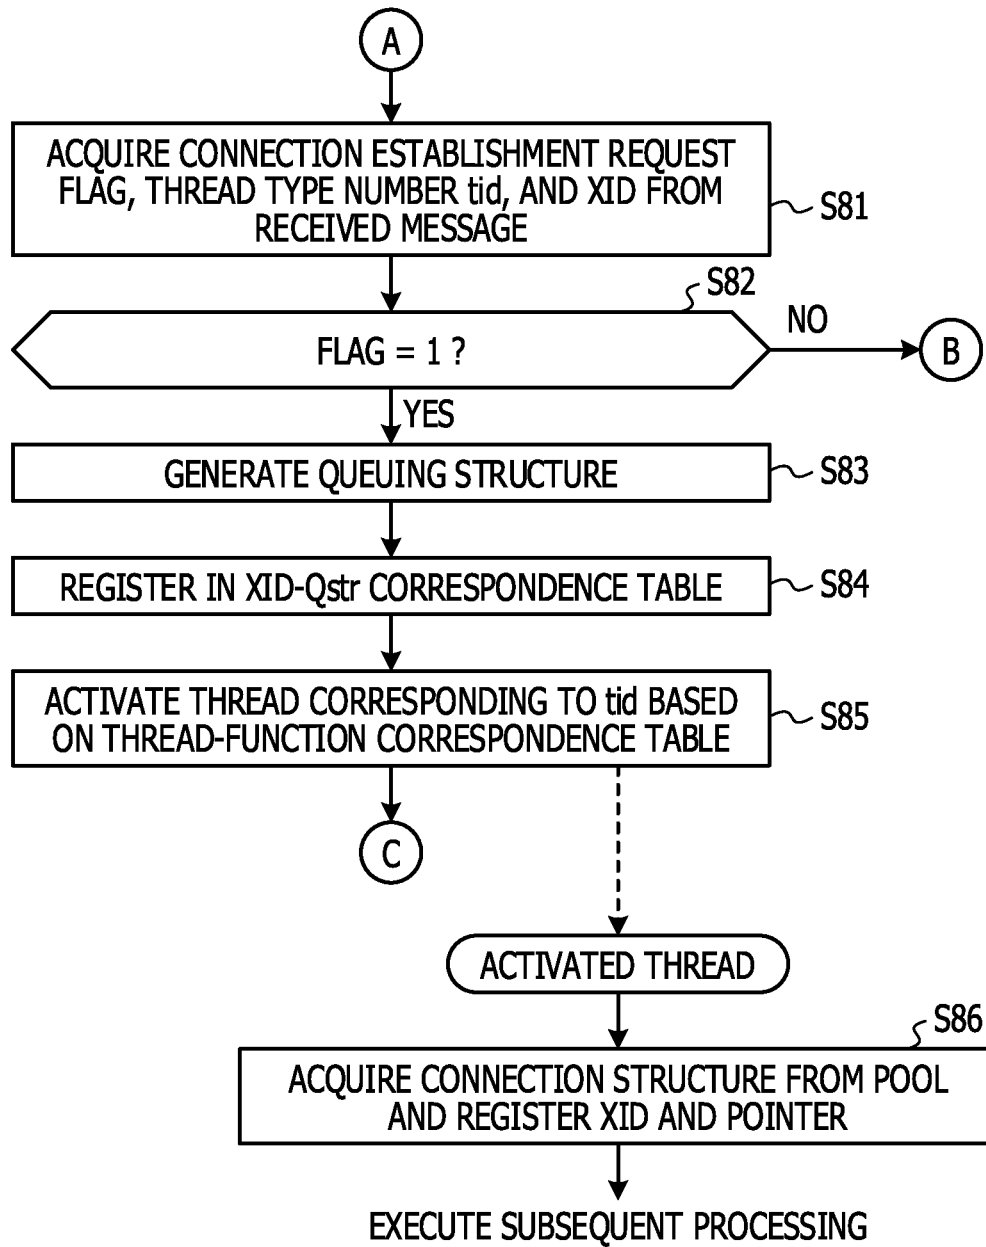 A
ACQUIRE CONNECTION ESTABLISHMENT REQUEST
FLAG, THREAD TYPE NUMBER tid, AND XID FROM
RECEIVED MESSAGE
S81
S82
FLAG = 1 ?
NO
B
YES
GENERATE QUEUING STRUCTURE
S83
REGISTER IN XID-Qstr CORRESPONDENCE TABLE
S84
ACTIVATE THREAD CORRESPONDING TO tid BASED
ON THREAD-FUNCTION CORRESPONDENCE TABLE
S85
C
ACTIVATED THREAD
S86
ACQUIRE CONNECTION STRUCTURE FROM POOL
AND REGISTER XID AND POINTER
EXECUTE SUBSEQUENT PROCESSING